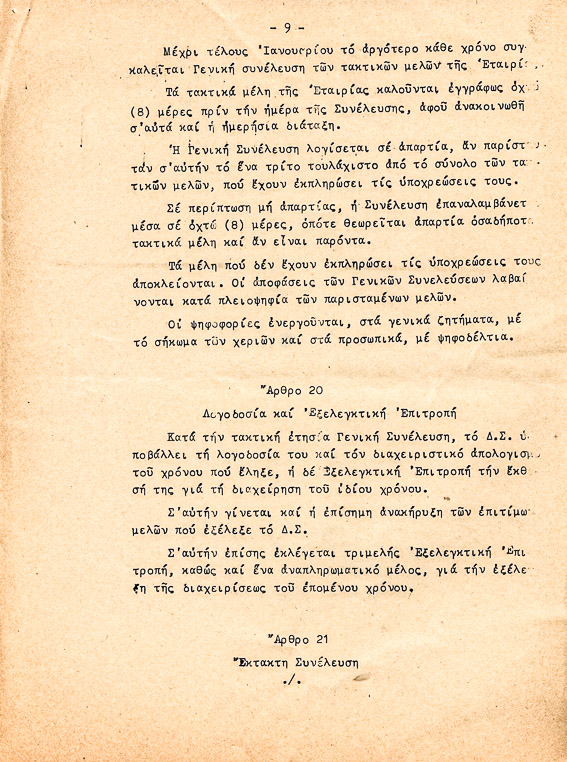 - 9 -
Μέχρι τέλους Ἰανουαρίου τό ἀργότερο κάθε χρόνο συγ-
καλεῖται Γενική συνέλευση τῶν τακτικῶν μελῶν τῆς Ἑταιρία
Τά τακτικά μέλη τῆς Ἑταιρίας καλοῦνται ἐγγράφως ὀχτώ
(8) μέρες πρίν τήν ἡμέρα τῆς Συνέλευσης, ἀφοῦ ἀνακοινωθῆ
σ'αὐτά καί ἡ ἡμερήσια διάταξη.
Ἡ Γενική Συνέλευση λογίσεται σέ ἀπαρτία, ἄν παρίστ
ταν σ'αὐτήν τό ἕνα τρίτο τουλάχιστο ἀπό τό σύνολο τῶν τα-
τικῶν μελῶν, πού ἔχουν ἐκπληρώσει τίς ὑποχρεώσεις τους.
Σέ περίπτωση μή ἀπαρτίας, ἡ Συνέλευση ἐπαναλαμβάνετ
μέσα σέ ὀχτώ (8) μέρες, ὁπότε θεωρεῖται ἀπαρτία ὁσαδήποτ
τακτικά μέλη καί ἄν εἶναι παρόντα.
Τά μέλη πού δέν ἔχουν ἐκπληρώσει τίς ὑποχρεώσεις τους
ἀποκλείονται. Οἱ ἀποφάσεις τῶν Γενικῶν Συνελεύσεων λαβαί
νονται κατά πλειοψηφία τῶν παρισταμένων μελῶν.
Οἱ ψηφοφορίες ἐνεργοῦνται, στά γενικά ζητήματα, μέ
τό σήκωμα τῶν χεριῶν καί στά προσωπικά, μέ ψηφοδέλτια.
Ἄρθρο 20
Λογοδοσία καί Ἐξελεγκτική Ἐπιτροπή
Κατά τήν τακτική ἐτησία Γενική Συνέλευση, τό Δ.Σ. ὑ-
ποβάλλει τή λογοδοσία του καί τόν διαχειριστικό ἀπολογισμ
τοῦ χρόνου πού ἔληξε, ἡ δέ Ἐξελεγκτική Ἐπιτροπή τήν ἔκθ
σή της γιά τή διαχείρηση τοῦ ἰδίου χρόνου.
Σ'αὐτήν γίνεται καί ἡ ἐπίσημη ἀνακήρυξη τῶν ἐπιτίμω
μελῶν πού ἐξέλεξε τό Δ.Σ.
Σ'αὐτήν ἐπίσης ἐκλέγεται τριμελής Ἐξελεγκτική Ἐπι
τροπή, καθώς καί ἕνα ἀναπληρωματικό μέλος, γιά τήν ἐξέλε
ξη τῆς διαχειρίσεως τοῦ ἑπομένου χρόνου.
Ἄρθρο 21
Ἔκτακτη Συνέλευση
./.